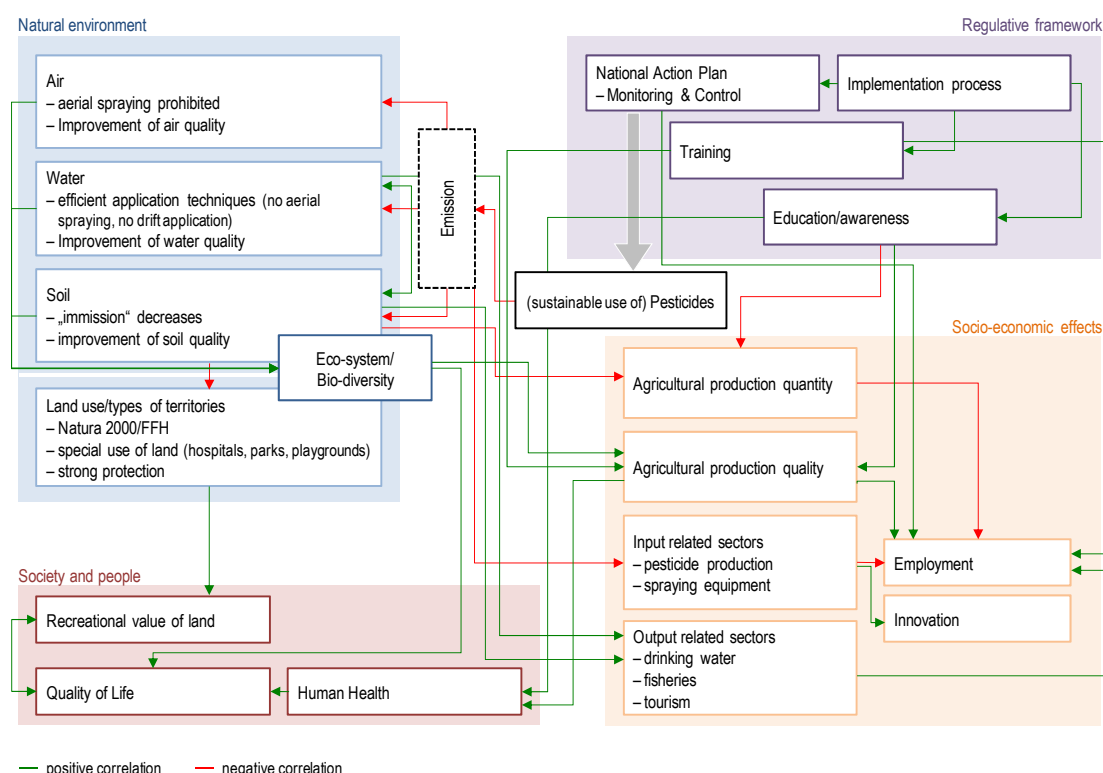 Natural environment
Regulative framework
Air
– aerial spraying prohibited
– Improvement of air quality
National Action Plan
– Monitoring & Control
Implementation process
Training
Water
– efficient application techniques (no aerial
spraying, no drift application)
– Improvement of water quality
Emission
Education/awareness
Soil
– „immission“ decreases
– improvement of soil quality
(sustainable use of) Pesticides
Socio-economic effects
Eco-system/
Bio-diversity
Agricultural production quantity
Land use/types of territories
– Natura 2000/FFH
– special use of land (hospitals, parks, playgrounds)
– strong protection
Agricultural production quality
Input related sectors
– pesticide production
– spraying equipment
Employment
Society and people
Recreational value of land
Innovation
Output related sectors
– drinking water
– fisheries
– tourism
Quality of Life
Human Health
positive correlation
negative correlation